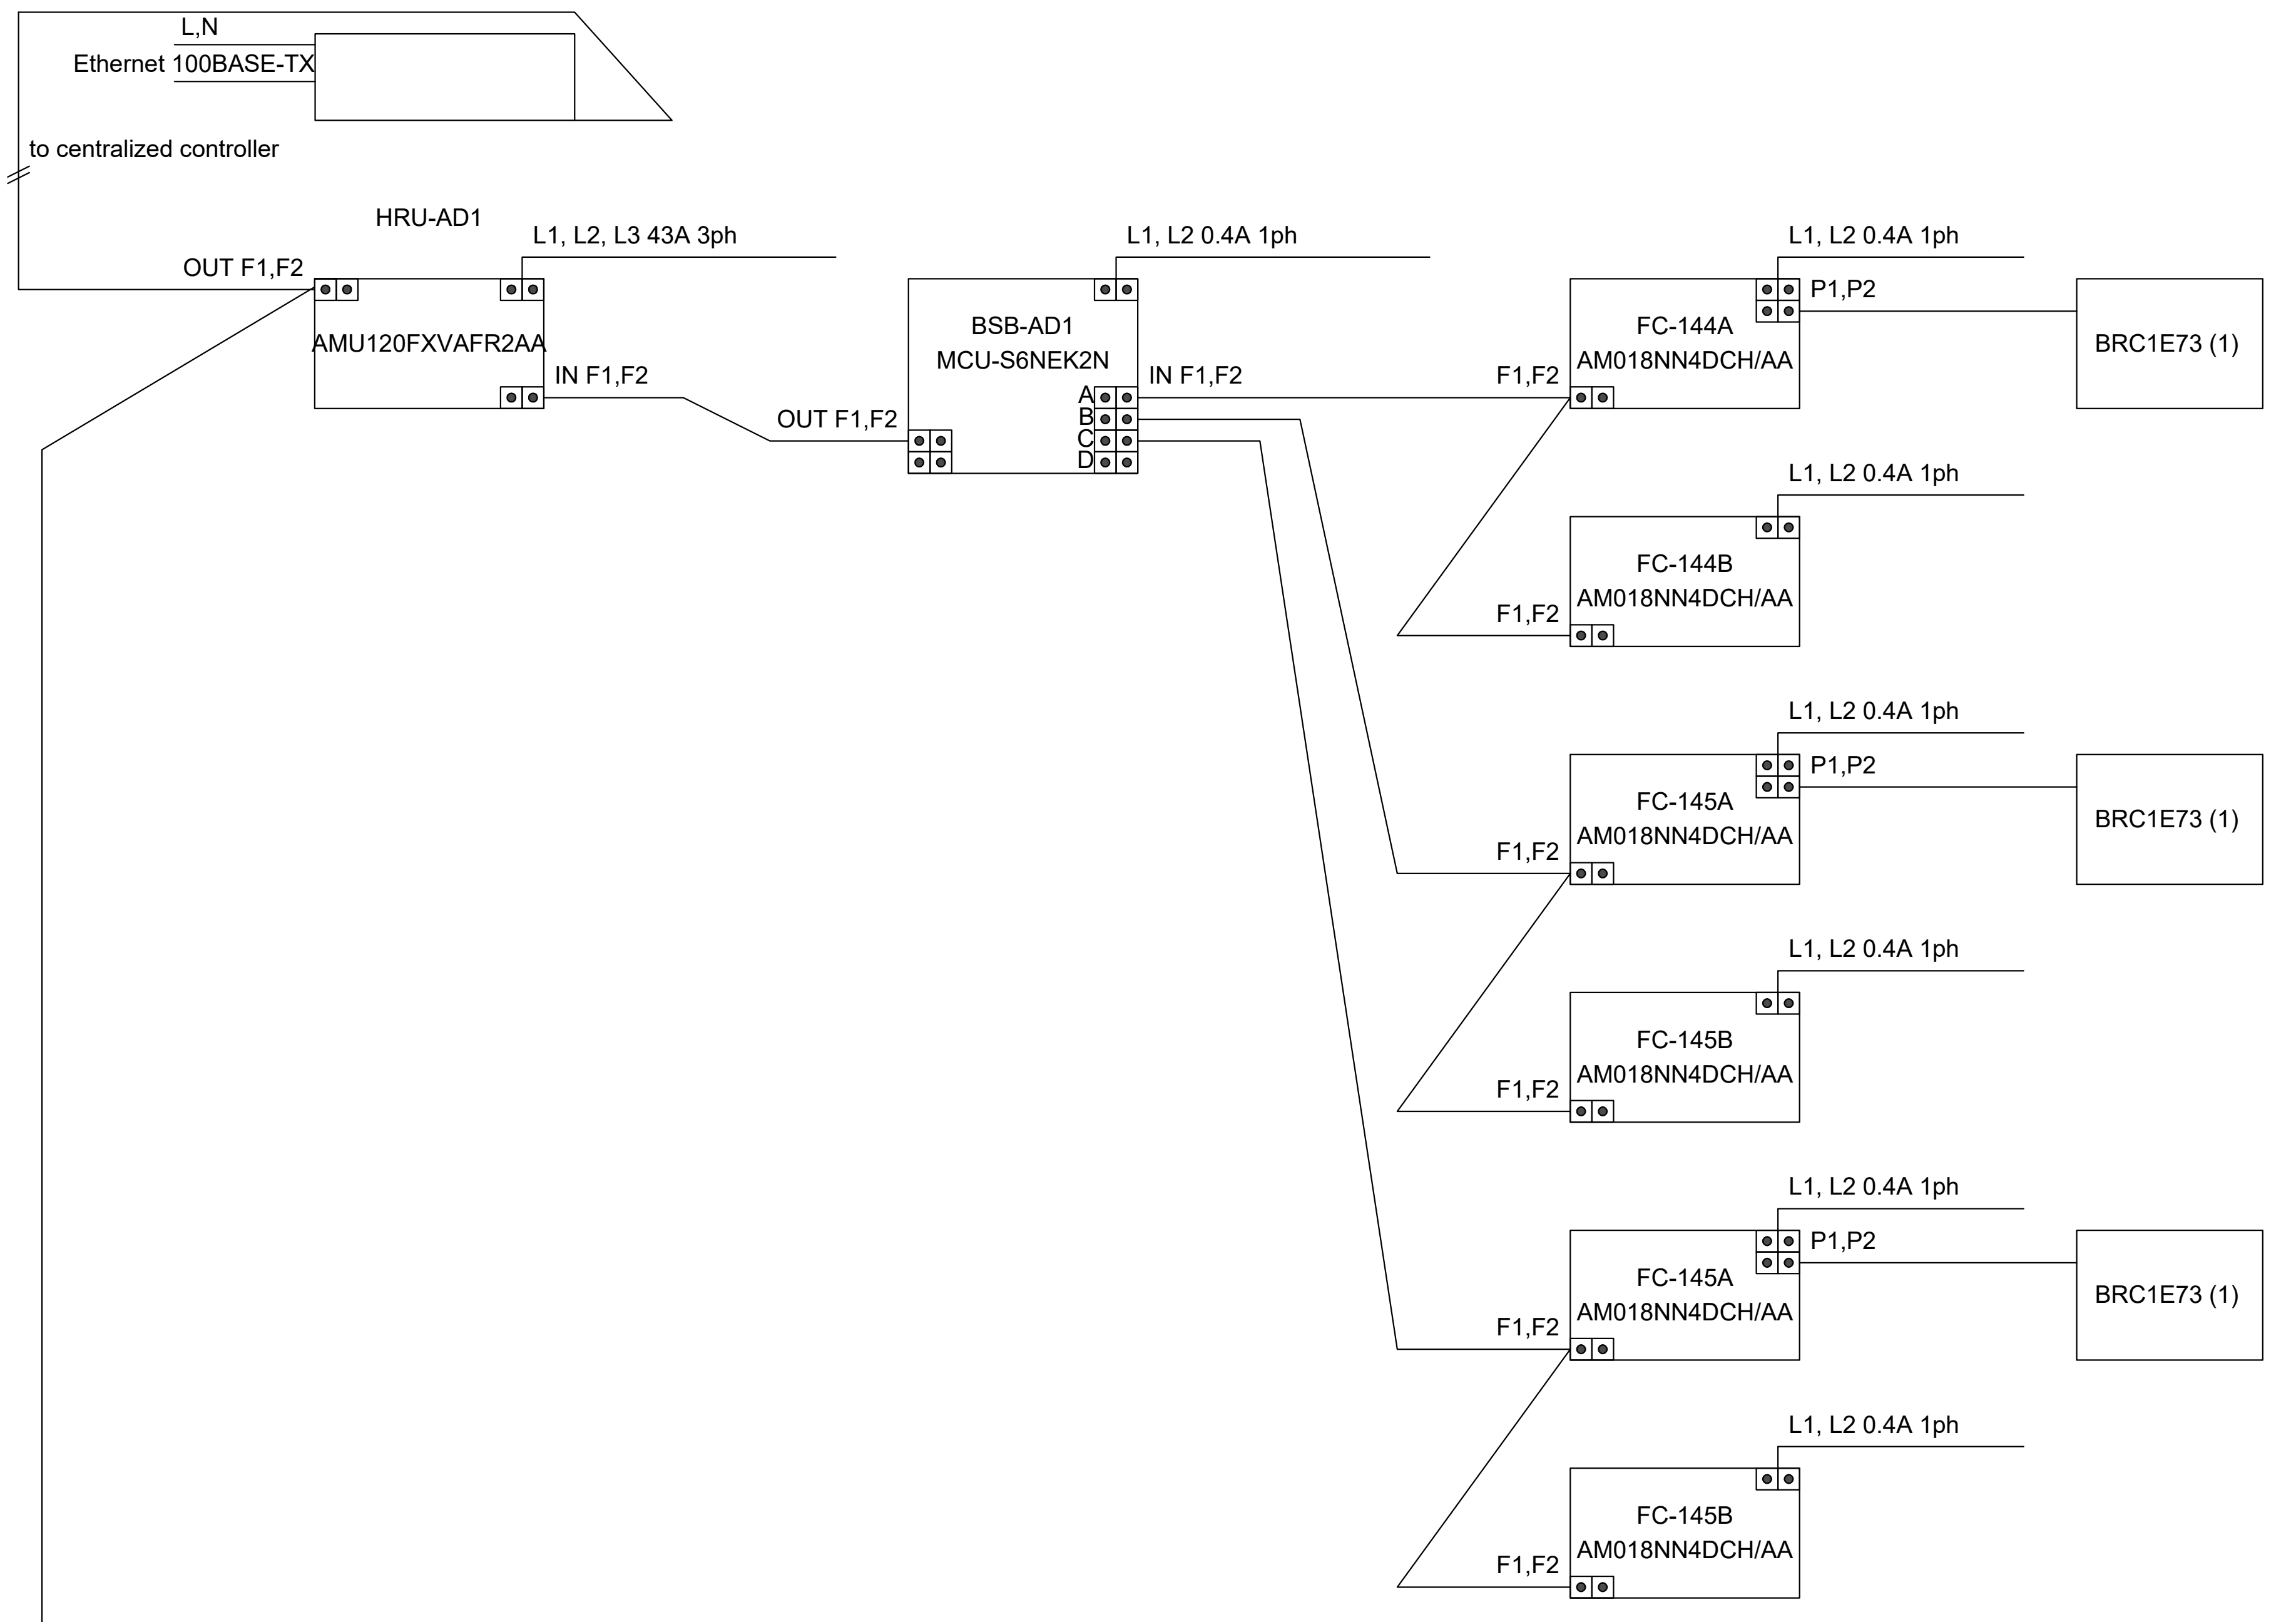 L,N
Ethernet 100BASE-TX
to centralized controller
HRU-AD1
L1, L2, L3 43A 3ph
OUT F1,F2
AMU120FXVAFR2AA
IN F1,F2
L1, L2 0.4A 1ph
BSB-AD1
MCU-S6NEK2N
OUT F1,F2
A
B
C
D
IN F1,F2
L1, L2 0.4A 1ph
P1,P2
FC-144A
AM018NN4DCH/AA
F1,F2
BRC1E73 (1)
L1, L2 0.4A 1ph
FC-144B
AM018NN4DCH/AA
F1,F2
L1, L2 0.4A 1ph
P1,P2
FC-145A
AM018NN4DCH/AA
F1,F2
BRC1E73 (1)
L1, L2 0.4A 1ph
FC-145B
AM018NN4DCH/AA
F1,F2
L1, L2 0.4A 1ph
P1,P2
FC-145A
AM018NN4DCH/AA
F1,F2
BRC1E73 (1)
L1, L2 0.4A 1ph
FC-145B
AM018NN4DCH/AA
F1,F2